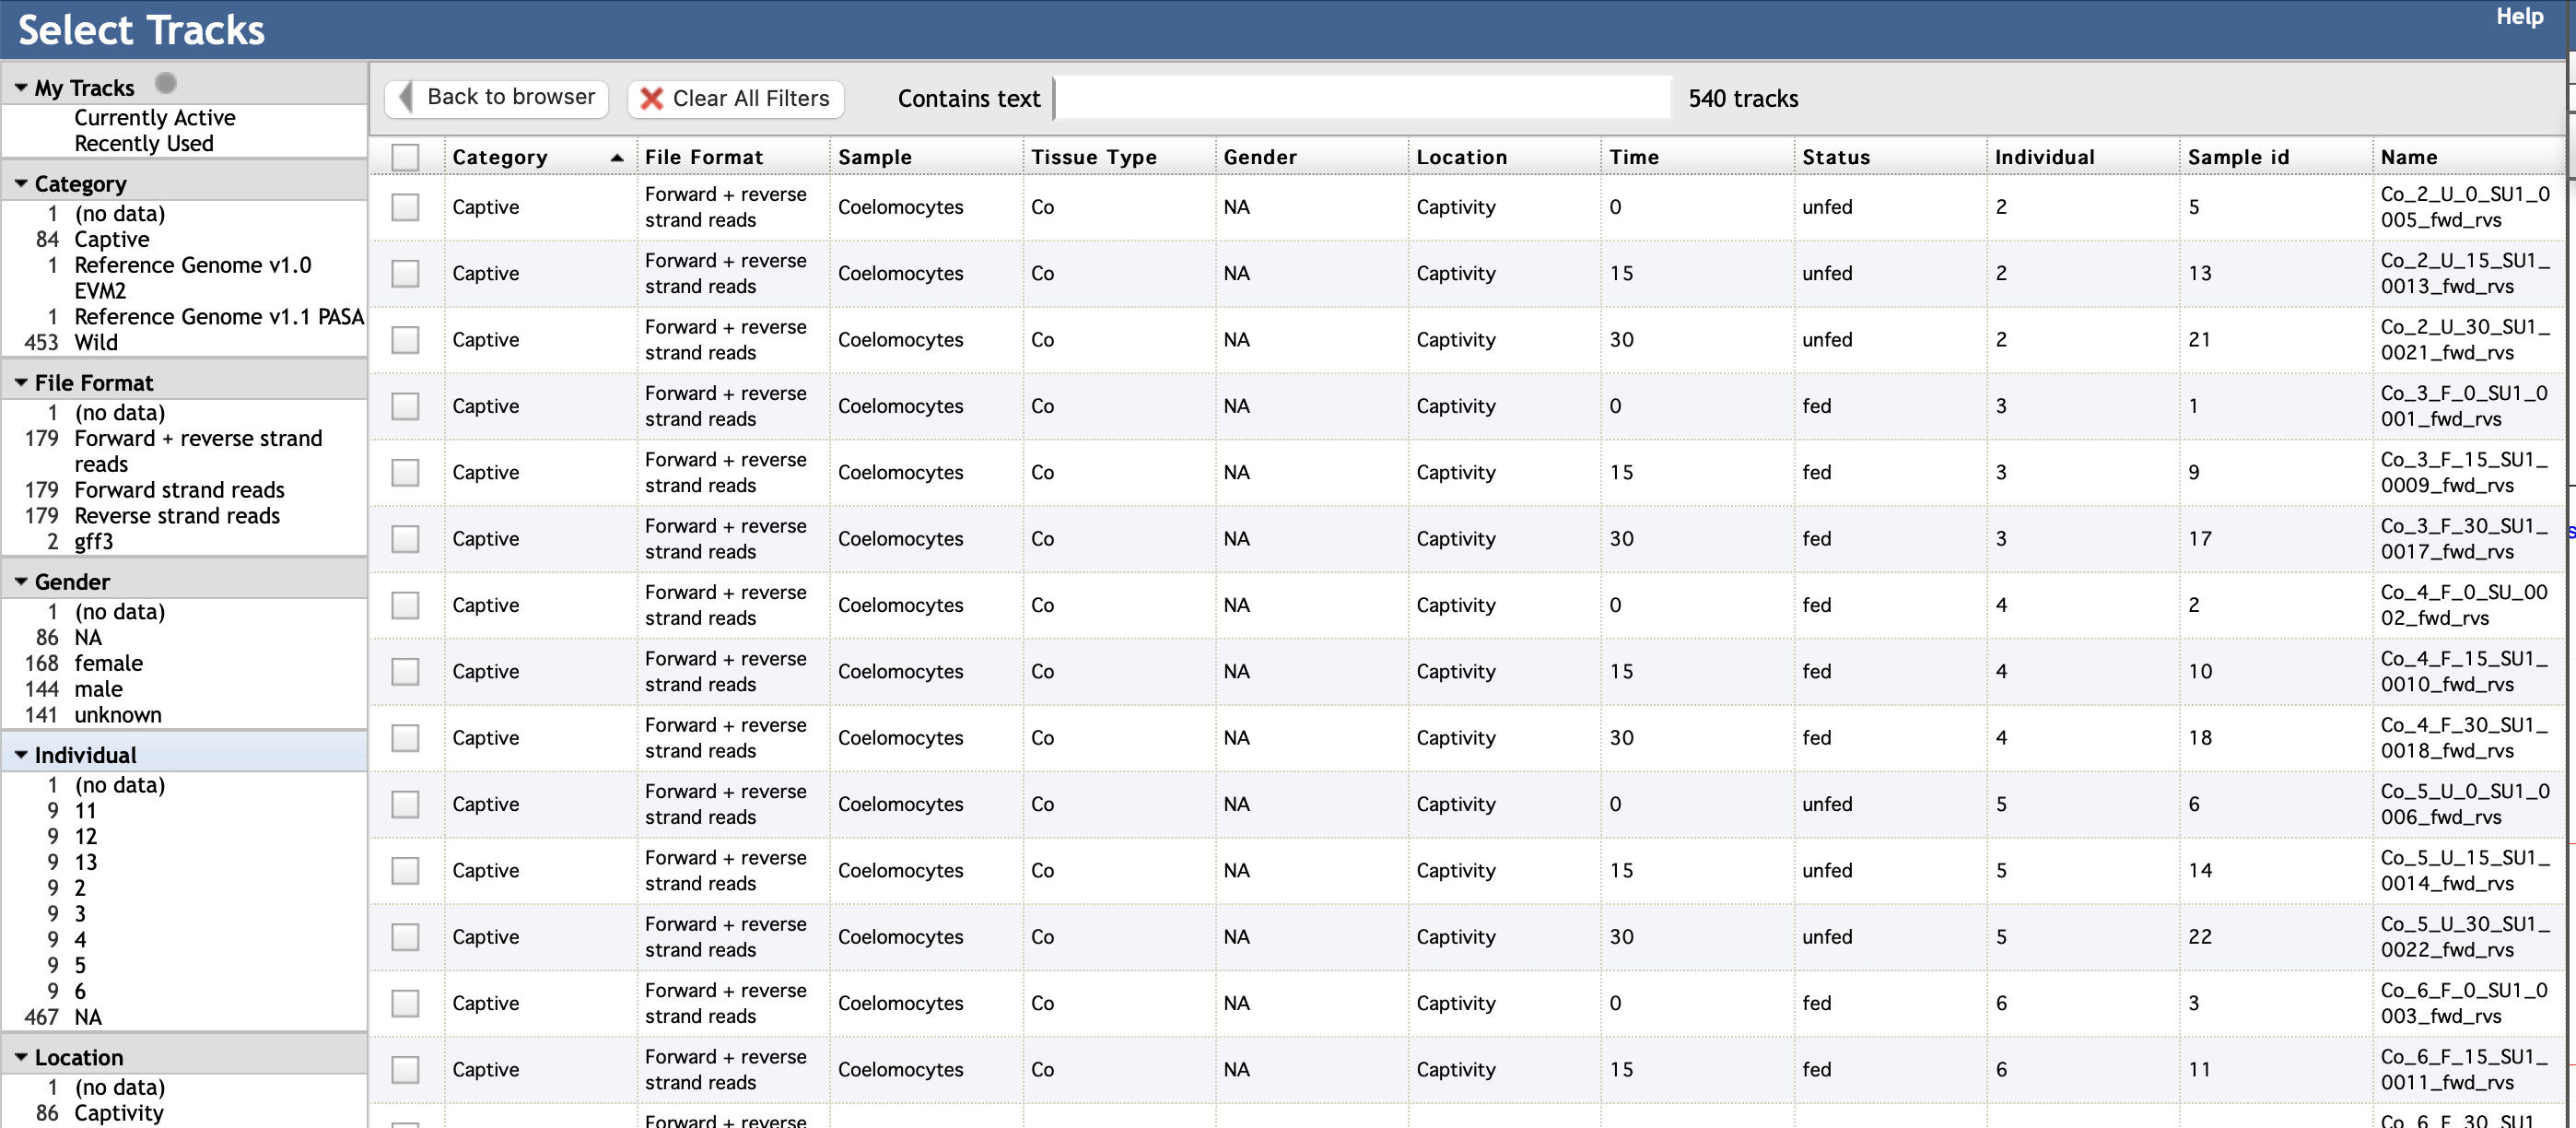 Select Tracks
Help
My Tracks
Currently Active
Recently Used
Category
1 (no data)
84 Captive
1 Reference Genome v1.0
EVM2
1 Reference Genome v1.1 PASA
453 Wild
File Format
1 (no data)
179 Forward + reverse strand
reads
179 Forward strand reads
179 Reverse strand reads
2 gff3
Gender
1 (no data)
86 NA
168 female
144 male
141 unknown
Individual
1 (no data)
9 11
9 12
9 13
9 2
9 3
9 4
9 5
9 6
467 NA
Location
1 (no data)
86 Captivity
Back to browser Clear All Filters Contains text 540 tracks
Category File Format Sample Tissue Type Gender Location Time Status Individual Sample id Name
Captive Forward + reverse strand reads Coelomocytes Co NA Captivity 0 unfed 2 5 Co_2_U_0_SU1_0005_fwd_rvs
Captive Forward + reverse strand reads Coelomocytes Co NA Captivity 15 unfed 2 13 Co_2_U_15_SU1_0013_fwd_rvs
Captive Forward + reverse strand reads Coelomocytes Co NA Captivity 30 unfed 2 21 Co_2_U_30_SU1_0021_fwd_rvs
Captive Forward + reverse strand reads Coelomocytes Co NA Captivity 0 fed 3 1 Co_3_F_0_SU1_0001_fwd_rvs
Captive Forward + reverse strand reads Coelomocytes Co NA Captivity 15 fed 3 9 Co_3_F_15_SU1_0009_fwd_rvs
Captive Forward + reverse strand reads Coelomocytes Co NA Captivity 30 fed 3 17 Co_3_F_30_SU1_0017_fwd_rvs
Captive Forward + reverse strand reads Coelomocytes Co NA Captivity 0 fed 4 2 Co_4_F_0_SU_0002_fwd_rvs
Captive Forward + reverse strand reads Coelomocytes Co NA Captivity 15 fed 4 10 Co_4_F_15_SU1_0010_fwd_rvs
Captive Forward + reverse strand reads Coelomocytes Co NA Captivity 30 fed 4 18 Co_4_F_30_SU1_0018_fwd_rvs
Captive Forward + reverse strand reads Coelomocytes Co NA Captivity 0 unfed 5 6 Co_5_U_0_SU1_0006_fwd_rvs
Captive Forward + reverse strand reads Coelomocytes Co NA Captivity 15 unfed 5 14 Co_5_U_15_SU1_0014_fwd_rvs
Captive Forward + reverse strand reads Coelomocytes Co NA Captivity 30 unfed 5 22 Co_5_U_30_SU1_0022_fwd_rvs
Captive Forward + reverse strand reads Coelomocytes Co NA Captivity 0 fed 6 3 Co_6_F_0_SU1_0003_fwd_rvs
Captive Forward + reverse strand reads Coelomocytes Co NA Captivity 15 fed 6 11 Co_6_F_15_SU1_0011_fwd_rvs
Forward + reverse Co_6_F_30_SU1_